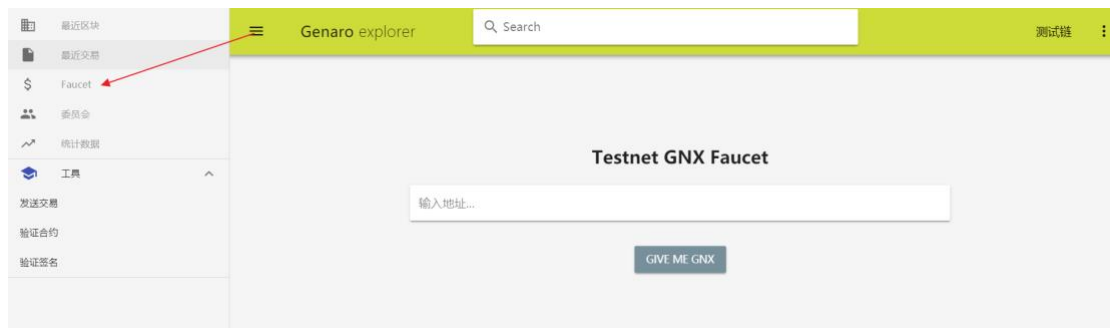 最近区块
最近交易
Faucet
委员会
统计数据
工具
发送交易
验证合约
验证签名
Genaro explorer
Search
测试链
Testnet GNX Faucet
输入地址...
GIVE ME GNX